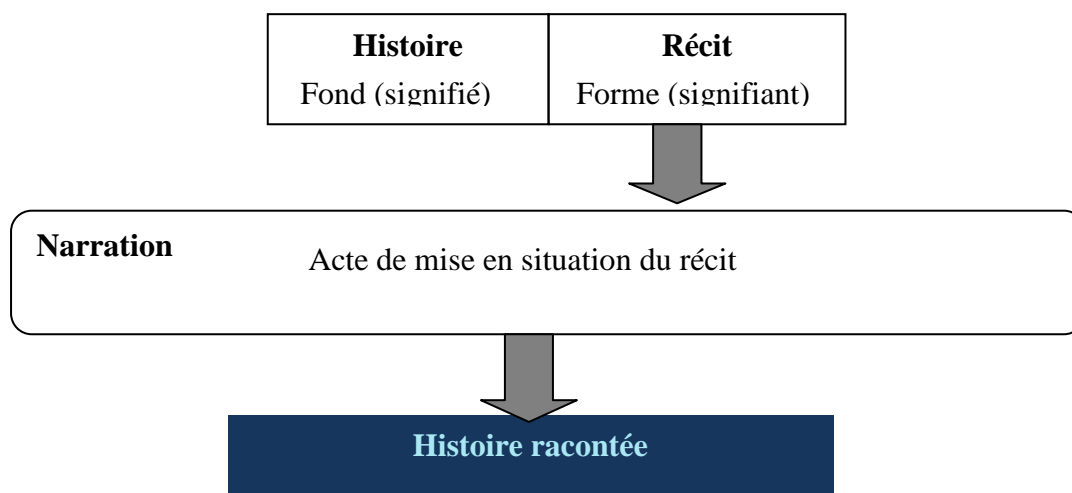 Histoire
Récit
Fond (signifié)
Forme (signifiant)
Narration
Acte de mise en situation du récit
Histoire racontée